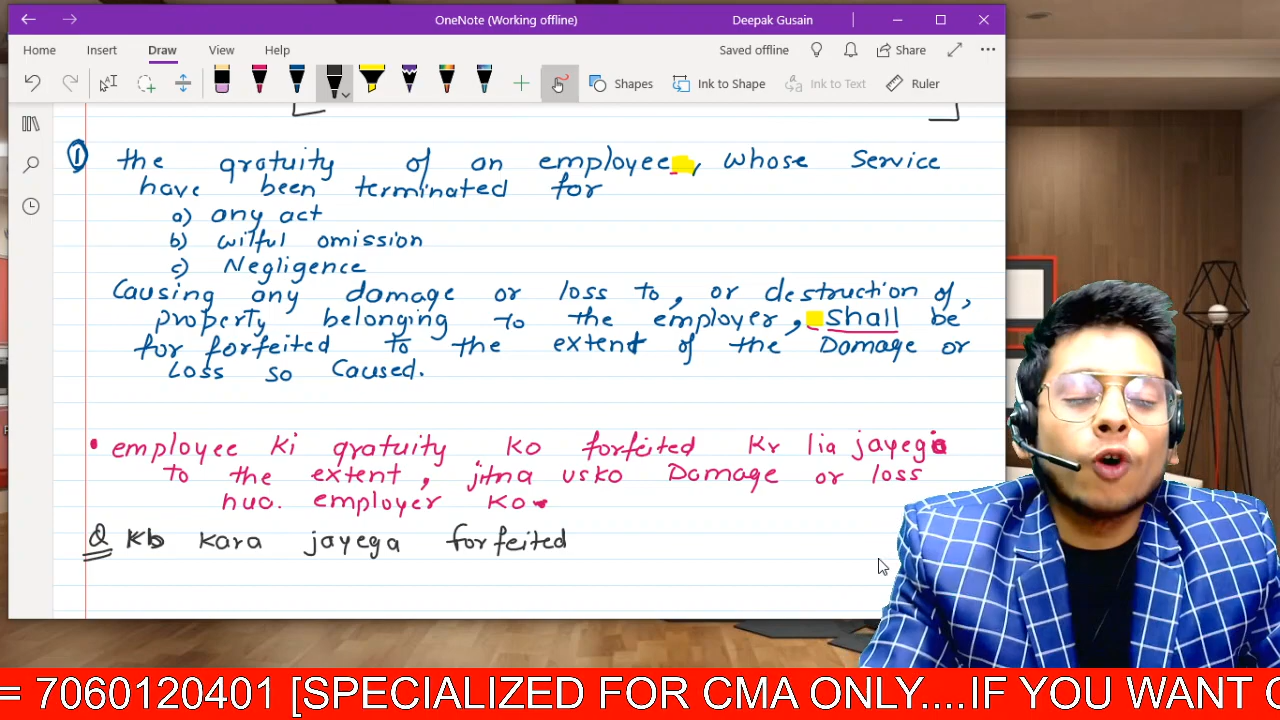 OneNote (Working offline)
Deepak Gusain
Home Insert Draw View Help
Saved offline
Share
Shapes
Ink to Shape
Ink to Text
Ruler
① the gratuity of an employee, whose Service
have been terminated for
a) any act
b) wilful omission
c) Negligence
Causing any damage or loss to, or destruction of,
property belonging to the employer, shall be
for forfeited to the extent of the Damage or
Loss so Caused.
• employee ki gratuity ko forfeited Kr lia jayega
to the extent, jitna usko Damage or loss
hua. employer ko
Q Kb kara jayega forfeited
= 7060120401 [SPECIALIZED FOR CMA ONLY....IF YOU WANT